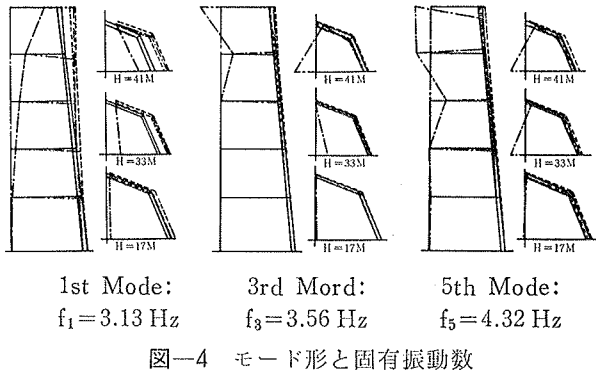 H=41M
H=33M
H=17M
H=41M
H=33M
H=17M
H=41M
H=33M
H=17M
1st Mode:
f₁=3.13 Hz
3rd Mord:
f₃=3.56 Hz
5th Mode:
f₅=4.32 Hz
図—4 モード形と固有振動数